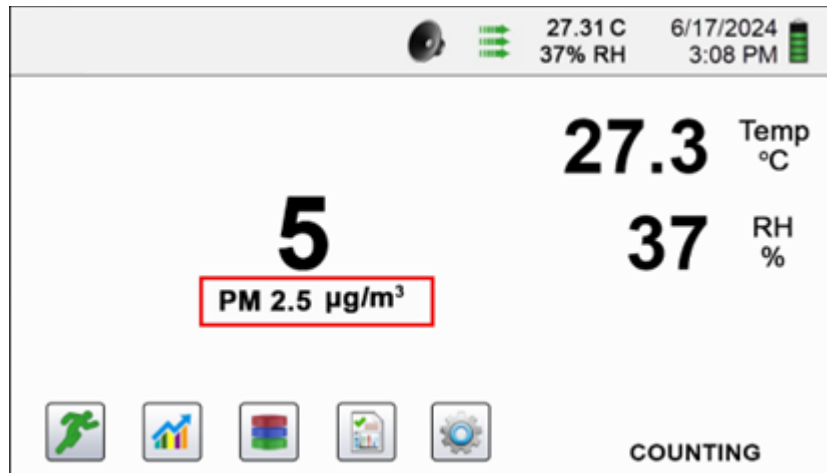 27.31 C
37% RH
6/17/2024
3:08 PM
27.3 Temp
ºC
37 RH
%
5
PM 2.5 µg/m³
COUNTING